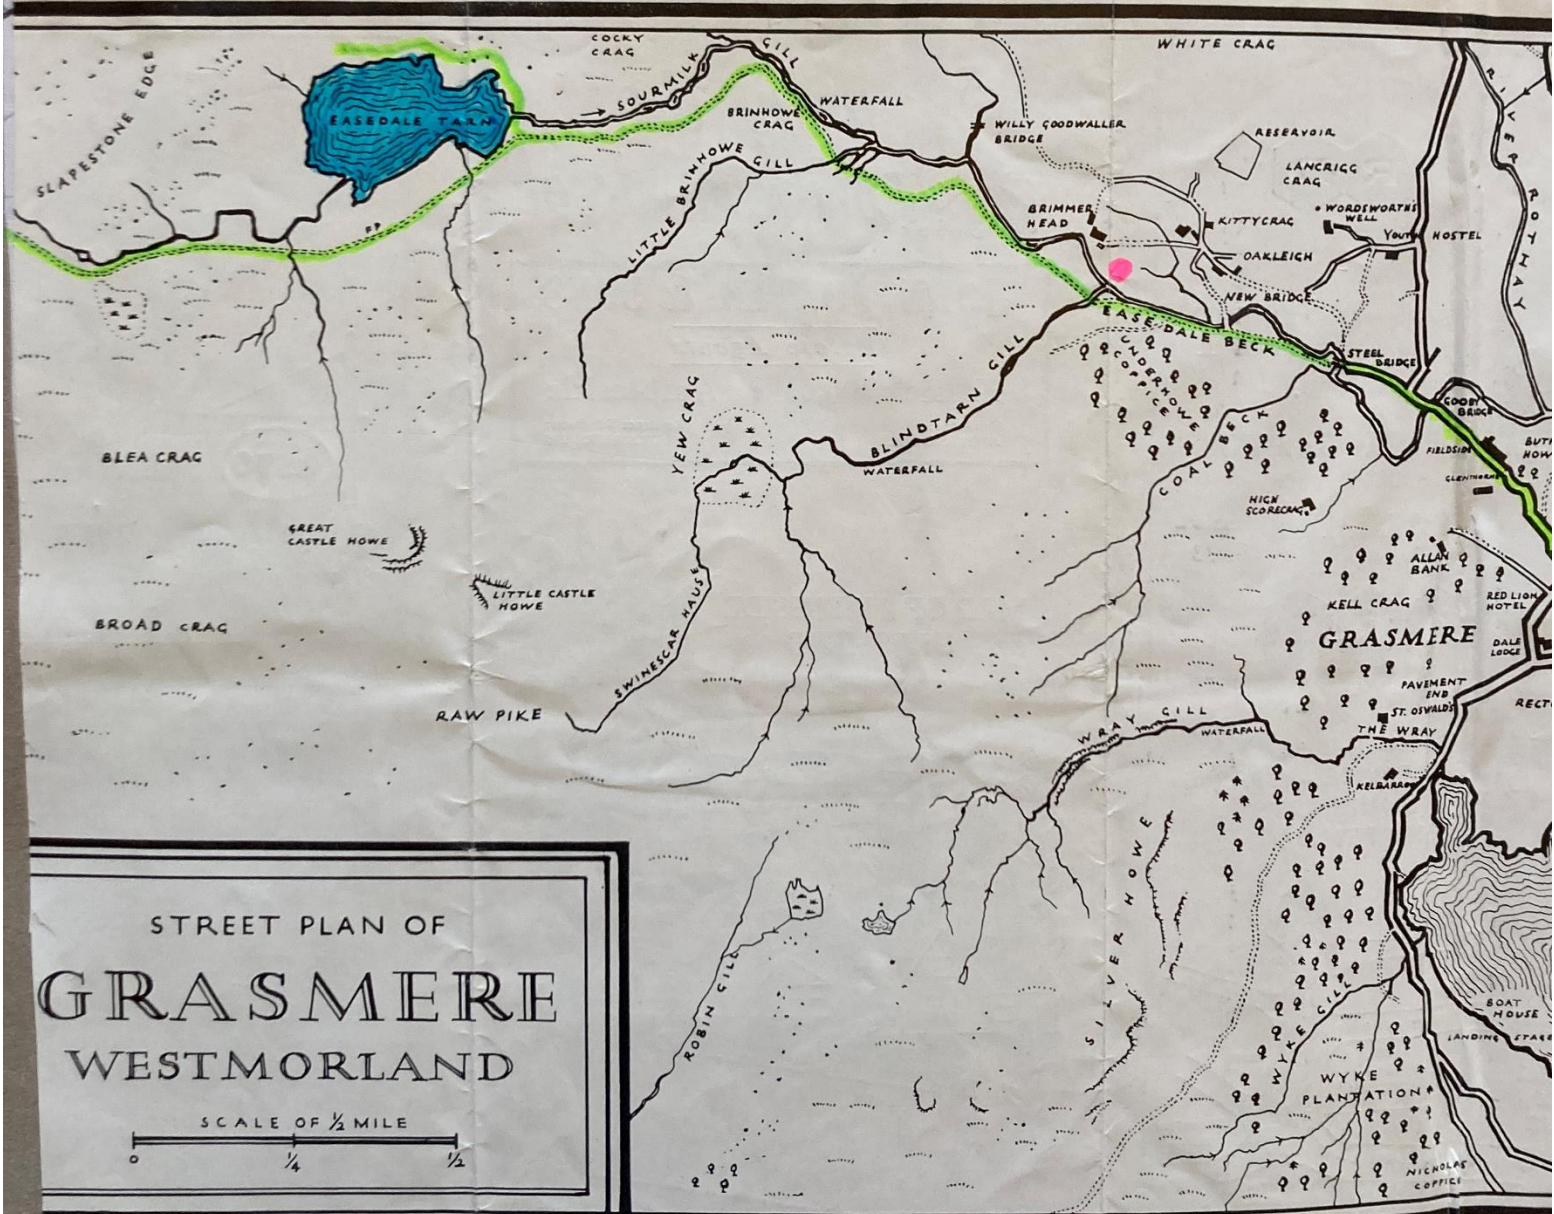 COCKY
CRAG
WHITE CRAG
SLAPESTONE EDGE
EASEDALE TARN
SOURMILK GILL
BRINHOWE
CRAG
WATERFALL
WILLY GOODWALLER
BRIDGE
RESERVOIR
LANCRIGG
CRAG
RIVER ROTHAY
LITTLE BRINHOWE GILL
BRIMMER
HEAD
KITTYCRAG
WORDSWORTH'S
WELL
YOUTH HOSTEL
OAKLEIGH
FP
NEW BRIDGE
EASEDALE BECK
STEEL
BRIDGE
UNDERHOWE
COPPICE
GOODY
BRIDGE
YEW CRAG
BLINDTARN GILL
WATERFALL
COAL BECK
FIELDSIDE
BUTH
HOW
GLENTHORNE
BLEA CRAG
HIGH
SCORECRAG
GREAT
CASTLE HOWE
ALLAN
BANK
LITTLE CASTLE
HOWE
RED LION
HOTEL
KELL CRAG
BROAD CRAG
GRASMERE
DALE
LODGE
SWINESCAR HAUSE
PAVEMENT
END
RAW PIKE
ST. OSWALD'S
RECT
WRAY GILL
WATERFALL
THE WRAY
KELBARROW
SILVER HOWE
ROBIN GILL
WYKE GILL
BOAT
HOUSE
LANDING STAGE
WYKE
PLANTATION
NICHOLAS
COPPICE
STREET PLAN OF
GRASMERE
WESTMORLAND
SCALE OF ½ MILE
0 ¼ ½